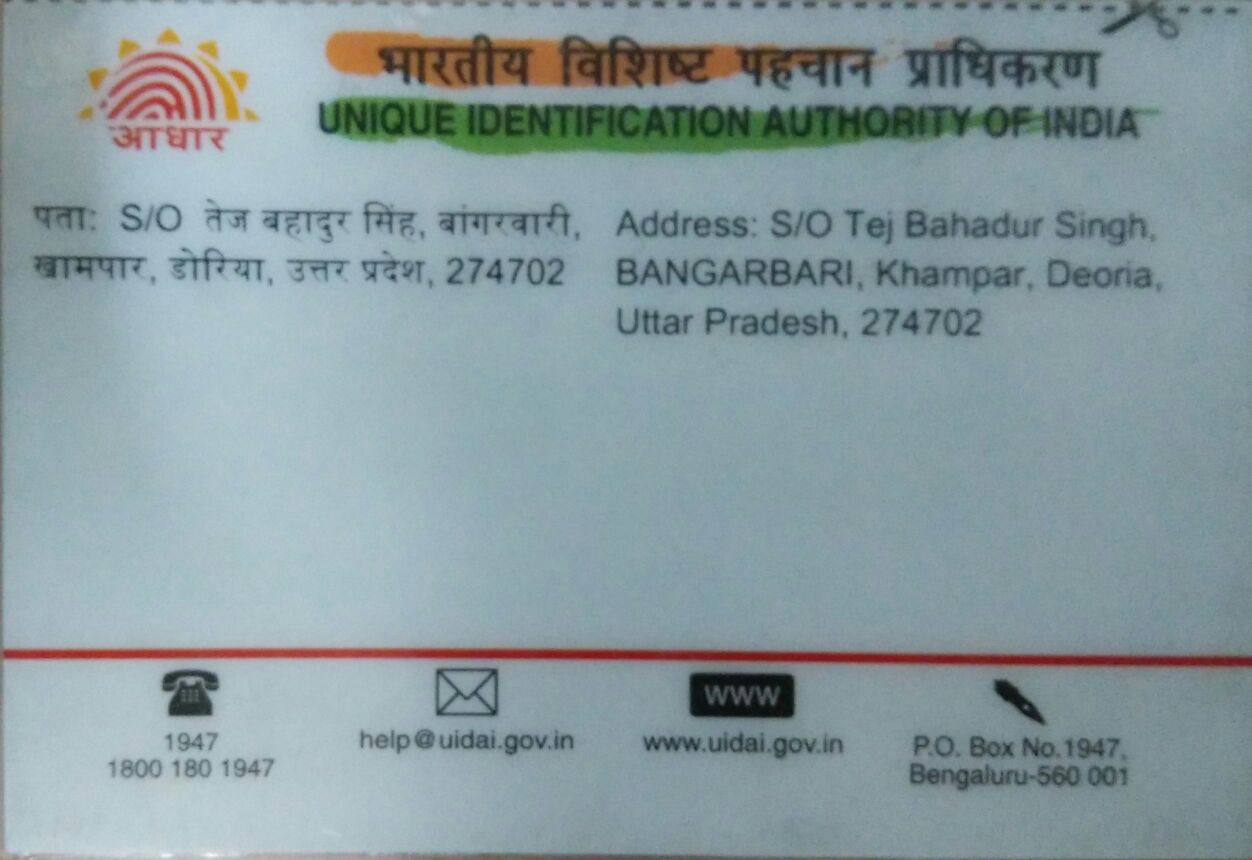 भारतीय विशिष्ट पहचान प्राधिकरण
UNIQUE IDENTIFICATION AUTHORITY OF INDIA
आधार
पता: S/O तेज बहादुर सिंह, बांगरवारी,
खामपार, डोरिया, उत्तर प्रदेश, 274702
Address: S/O Tej Bahadur Singh,
BANGARBARI, Khampar, Deoria,
Uttar Pradesh, 274702
1947
1800 180 1947
help@uidai.gov.in
www
www.uidai.gov.in
P.O. Box No.1947,
Bengaluru-560 001